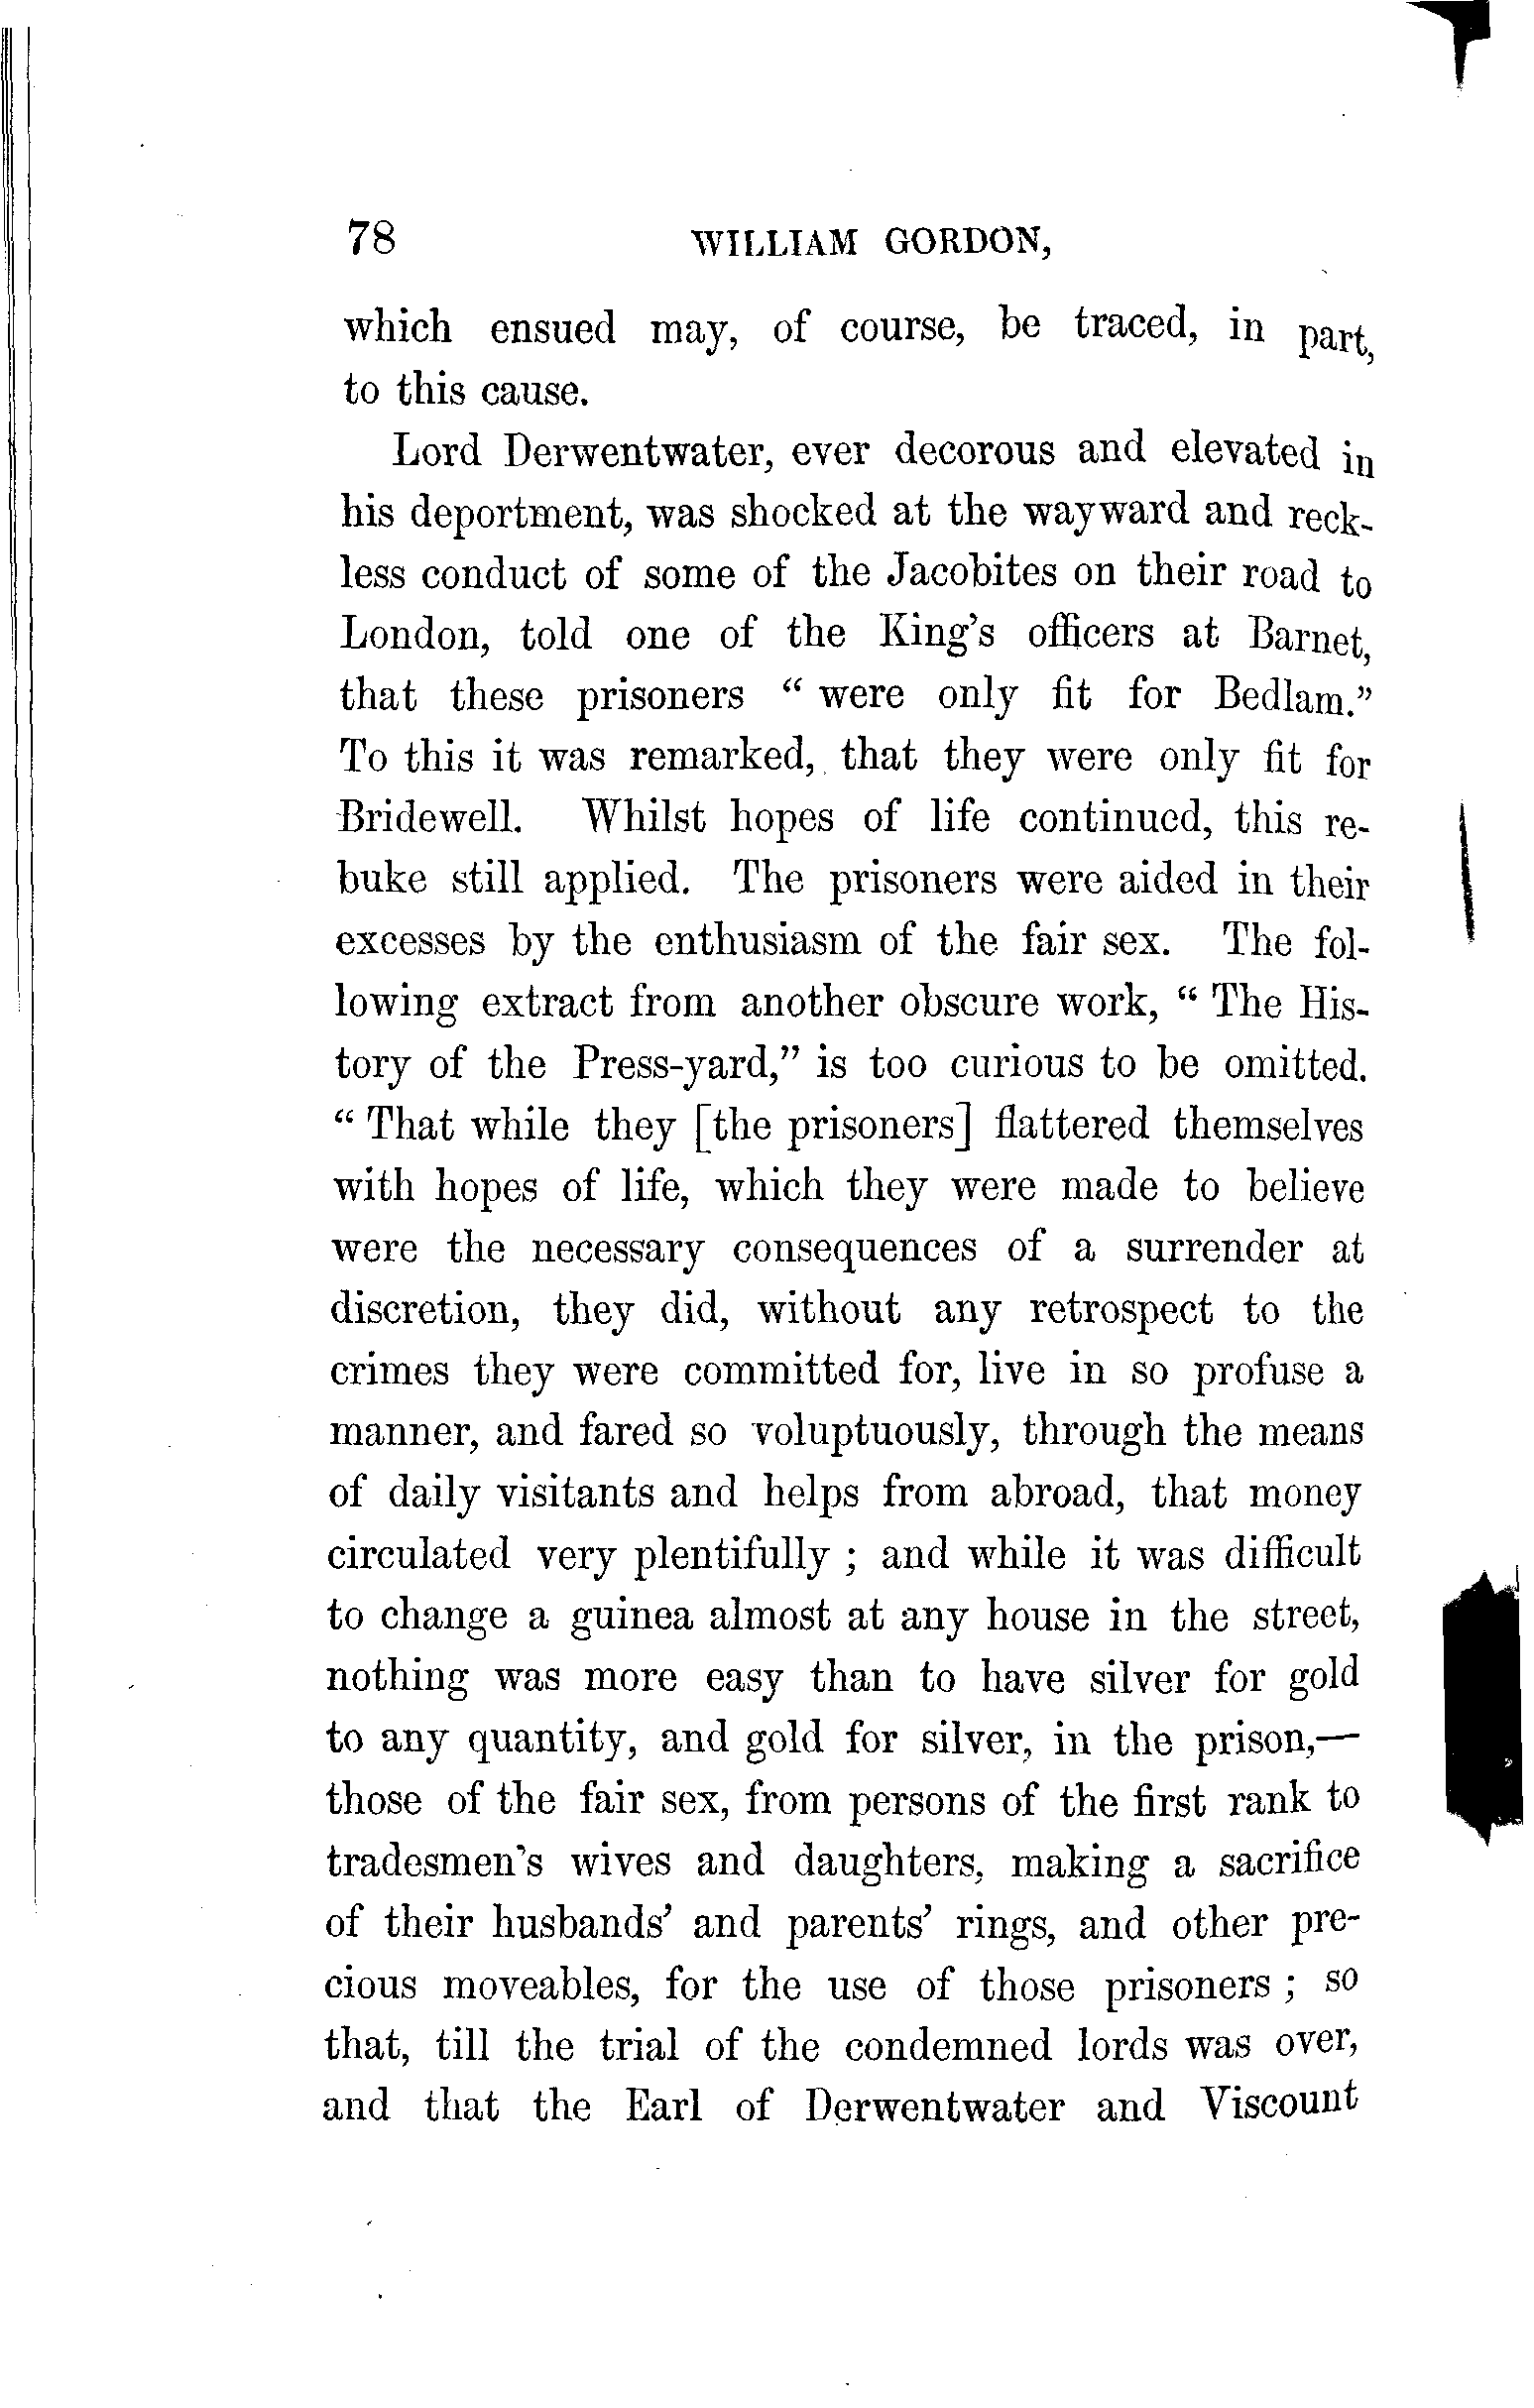 78 WILLIAM GORDON,
which ensued may, of course, be traced, in part,
to this cause.
Lord Derwentwater, ever decorous and elevated in
his deportment, was shocked at the wayward and reck-
less conduct of some of the Jacobites on their road to
London, told one of the King's officers at Barnet,
that these prisoners " were only fit for Bedlam."
To this it was remarked, that they were only fit for
Bridewell. Whilst hopes of life continued, this re-
buke still applied. The prisoners were aided in their
excesses by the enthusiasm of the fair sex. The fol-
lowing extract from another obscure work, " The His-
tory of the Press-yard," is too curious to be omitted.
" That while they [the prisoners] flattered themselves
with hopes of life, which they were made to believe
were the necessary consequences of a surrender at
discretion, they did, without any retrospect to the
crimes they were committed for, live in so profuse a
manner, and fared so voluptuously, through the means
of daily visitants and helps from abroad, that money
circulated very plentifully ; and while it was difficult
to change a guinea almost at any house in the street,
nothing was more easy than to have silver for gold
to any quantity, and gold for silver, in the prison,—
those of the fair sex, from persons of the first rank to
tradesmen's wives and daughters, making a sacrifice
of their husbands' and parents' rings, and other pre-
cious moveables, for the use of those prisoners ; so
that, till the trial of the condemned lords was over,
and that the Earl of Derwentwater and Viscount